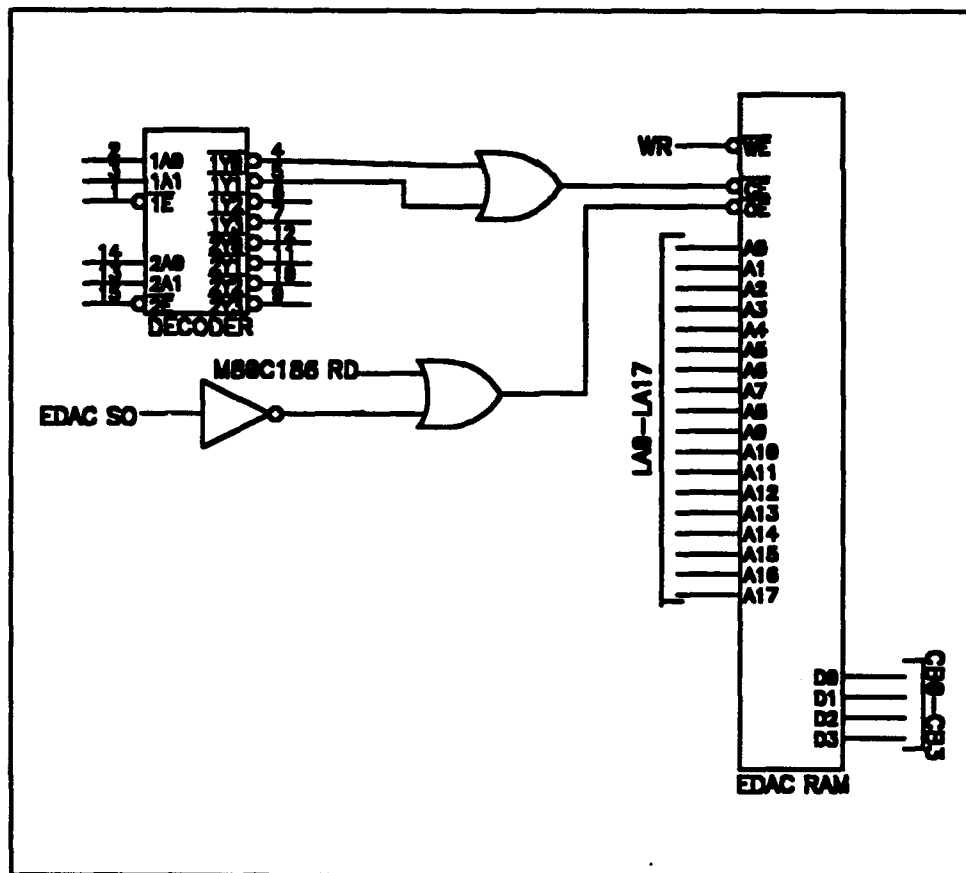 WR
WE
CE
OE
1A0
1A1
1E
2A0
2A1
2E
1Y0
1Y1
1Y2
1Y3
2Y0
2Y1
2Y2
2Y3
2
3
1
14
13
15
4
5
6
7
12
11
10
9
DECODER
M80C186 RD
EDAC SO
LA0-LA17
A0
A1
A2
A3
A4
A5
A6
A7
A8
A9
A10
A11
A12
A13
A14
A15
A16
A17
D0
D1
D2
D3
CB0-CB3
EDAC RAM